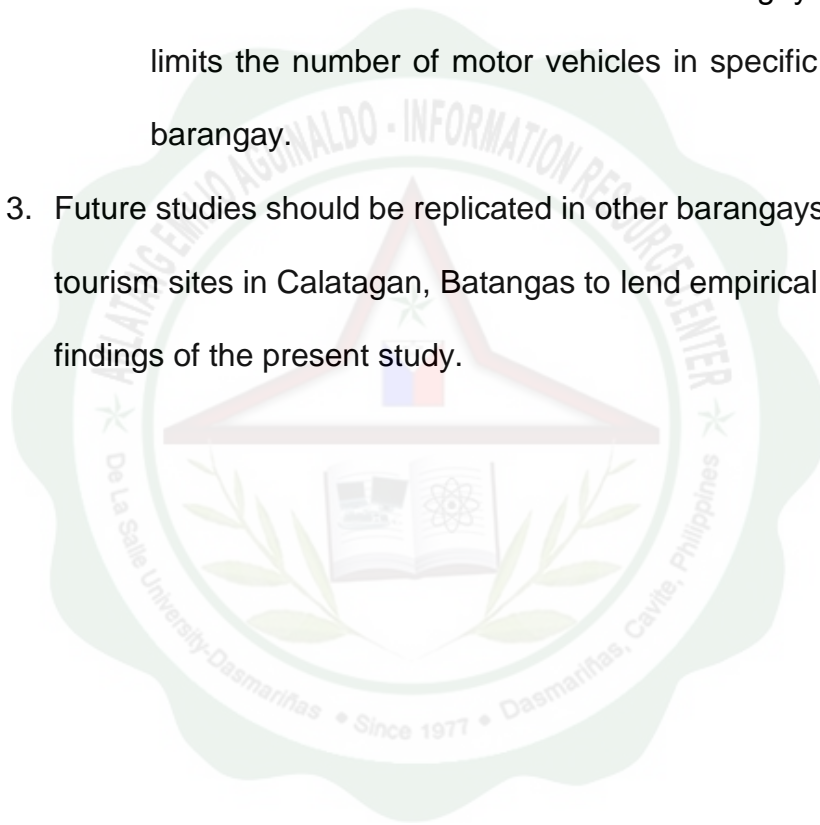 limits the number of motor vehicles in specific
barangay.
3. Future studies should be replicated in other barangays
tourism sites in Calatagan, Batangas to lend empirical
findings of the present study.
AKLATANG EMILIO AGUINALDO - INFORMATION RESOURCE CENTER
De La Salle University-Dasmariñas • Since 1977 • Dasmariñas, Cavite, Philippines